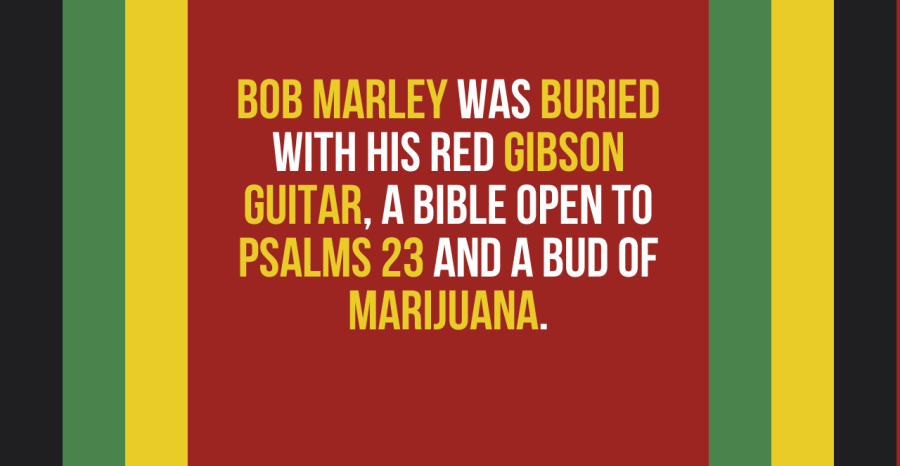 BOB MARLEY WAS BURIED
WITH HIS RED GIBSON
GUITAR, A BIBLE OPEN TO
PSALMS 23 AND A BUD OF
MARIJUANA.